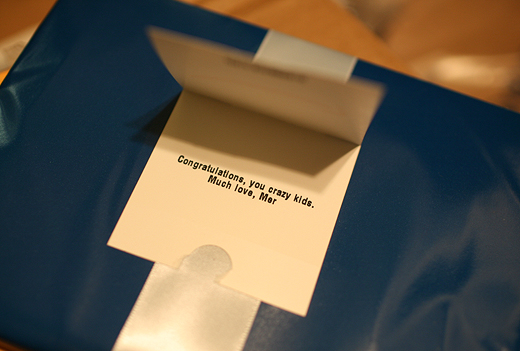 Congratulations, you crazy kids.
Much love, Mer